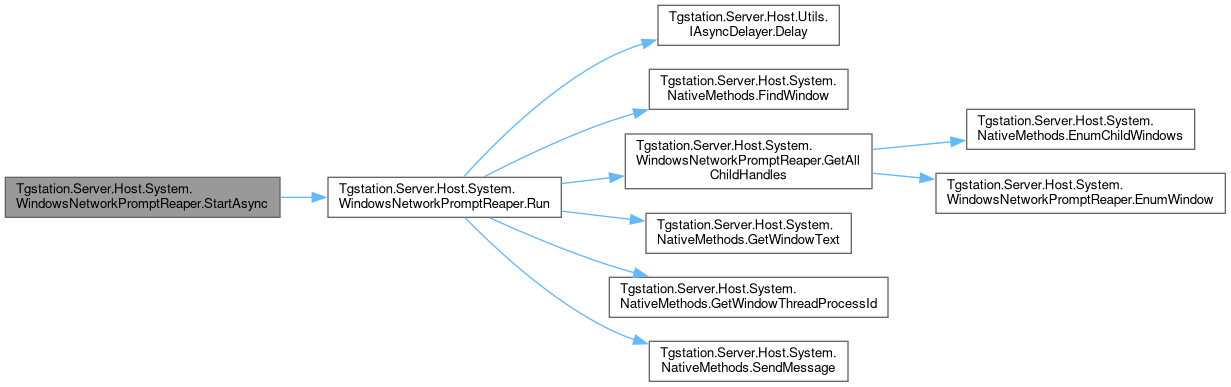 Tgstation.Server.Host.System.
WindowsNetworkPromptReaper.StartAsync
Tgstation.Server.Host.System.
WindowsNetworkPromptReaper.Run
Tgstation.Server.Host.Utils.
IAsyncDelayer.Delay
Tgstation.Server.Host.System.
NativeMethods.FindWindow
Tgstation.Server.Host.System.
WindowsNetworkPromptReaper.GetAll
ChildHandles
Tgstation.Server.Host.System.
NativeMethods.GetWindowText
Tgstation.Server.Host.System.
NativeMethods.GetWindowThreadProcessId
Tgstation.Server.Host.System.
NativeMethods.SendMessage
Tgstation.Server.Host.System.
NativeMethods.EnumChildWindows
Tgstation.Server.Host.System.
WindowsNetworkPromptReaper.EnumWindow